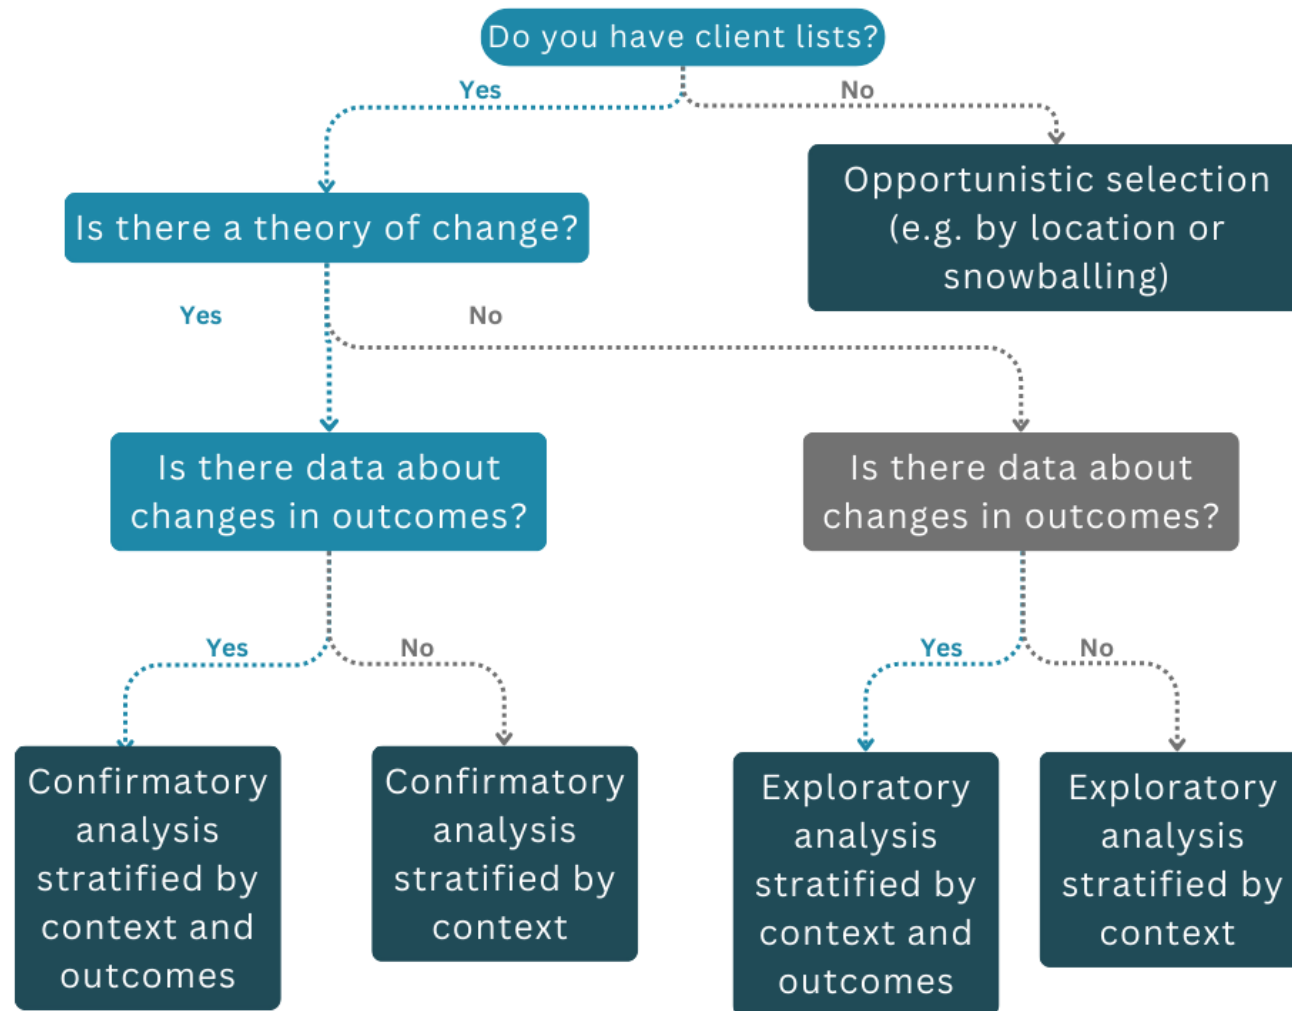 Do you have client lists?
Yes
No
Opportunistic selection
(e.g. by location or
snowballing)
Is there a theory of change?
Yes
No
Is there data about
changes in outcomes?
Is there data about
changes in outcomes?
Yes
No
Yes
No
Confirmatory
analysis
stratified by
context and
outcomes
Confirmatory
analysis
stratified by
context
Exploratory
analysis
stratified by
context and
outcomes
Exploratory
analysis
stratified by
context